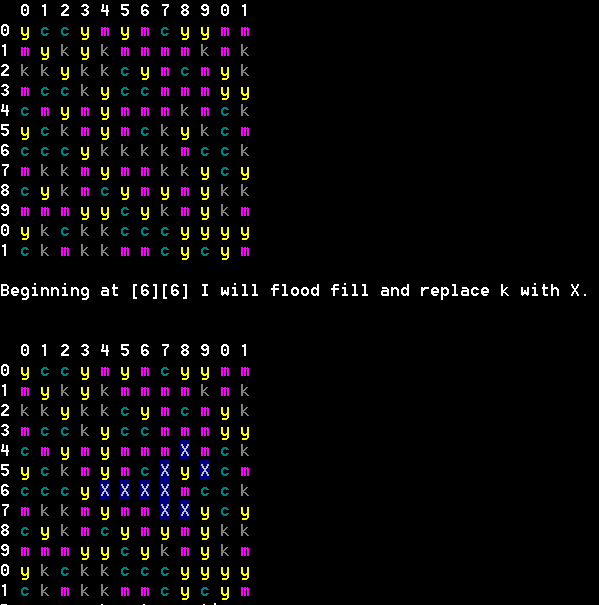 0 1 2 3 4 5 6 7 8 9 0 1
0 y c c y m y m c y y m m
1 m y k y k m m m m k m k
2 k k y k k c y m c m y k
3 m c c k y c c m m m y y
4 c m y m y m m m k m c k
5 y c k m y m c k y k c m
6 c c c y k k k k m c c k
7 m k k m y m m k k y c y
8 c y k m c y m y m y k k
9 m m m y y c y k m y k m
0 y k c k k c c c y y y y
1 c k m k k m m c y c y m
Beginning at [6][6] I will flood fill and replace k with X.
0 1 2 3 4 5 6 7 8 9 0 1
0 y c c y m y m c y y m m
1 m y k y k m m m m k m k
2 k k y k k c y m c m y k
3 m c c k y c c m m m y y
4 c m y m y m m m X m c k
5 y c k m y m c X y X c m
6 c c c y X X X X m c c k
7 m k k m y m m X X y c y
8 c y k m c y m y m y k k
9 m m m y y c y k m y k m
0 y k c k k c c c y y y y
1 c k m k k m m c y c y m